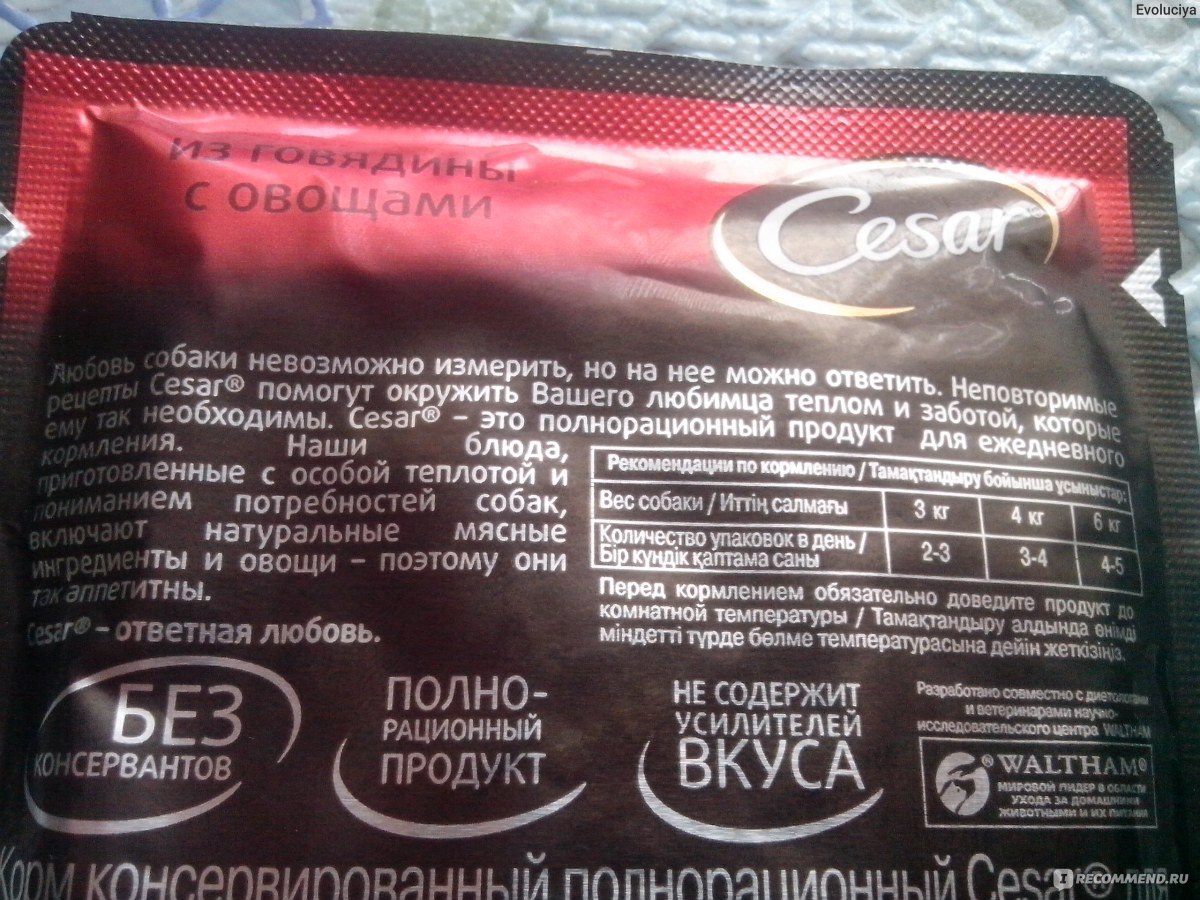 Evoluciya
ИЗ ГОВЯДИНЫ
С ОВОЩАМИ
Cesar
Любовь собаки невозможно измерить, но на нее можно ответить. Неповторимые
рецепты Cesar® помогут окружить Вашего любимца теплом и заботой, которые
ему так необходимы. Cesar® – это полнорационный продукт для ежедневного
кормления. Наши блюда,
приготовленные с особой теплотой и
пониманием потребностей собак,
включают натуральные мясные
ингредиенты и овощи – поэтому они
так аппетитны.
Cesar® – ответная любовь.
Рекомендации по кормлению / Тамақтандыру бойынша ұсыныстар:
Вес собаки / Иттің салмағы 3 кг 4 кг 6 кг
Количество упаковок в день /
Бір күндік қаптама саны 2-3 3-4 4-5
Перед кормлением обязательно доведите продукт до
комнатной температуры / Тамақтандыру алдында өнімді
міндетті түрде бөлме температурасына дейін жеткізіңіз.
БЕЗ
КОНСЕРВАНТОВ
ПОЛНО-
РАЦИОННЫЙ
ПРОДУКТ
НЕ СОДЕРЖИТ
УСИЛИТЕЛЕЙ
ВКУСА
Разработано совместно с диетологами
и ветеринарами научно-
исследовательского центра WALTHAM
® WALTHAM®
МИРОВОЙ ЛИДЕР В ОБЛАСТИ
УХОДА ЗА ДОМАШНИМИ
ЖИВОТНЫМИ И ИХ ПИТАНИЯ
Корм консервированный полнорационный Cesar®
IRECOMMEND.RU